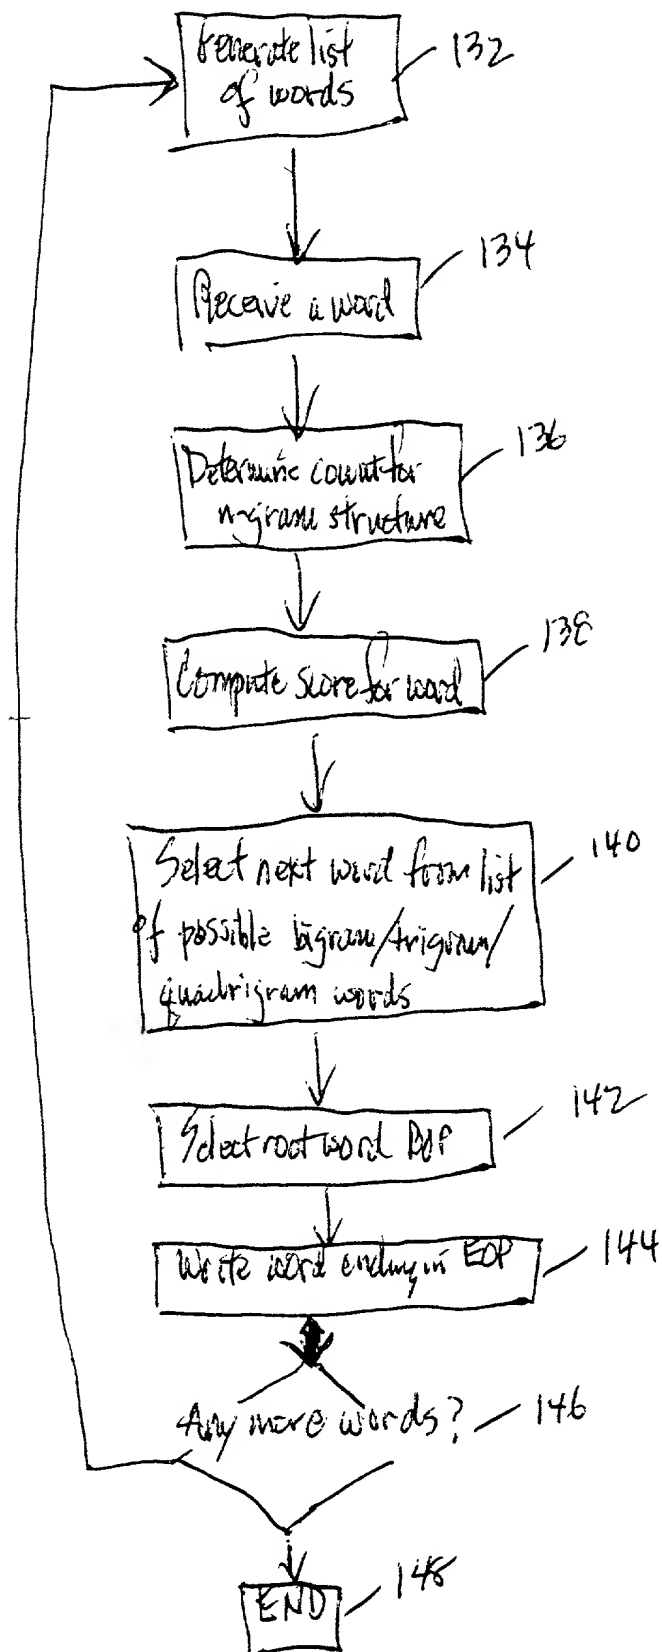 Generate list
of words
132
Receive a word
134
Determine count for
n-gram structure
136
Compute score for word
138
Select next word from list
of possible bigram/trigram/
quadrigram words
140
Select root word BOP
142
Write word ending in EOP
144
Any more words?
146
END
148